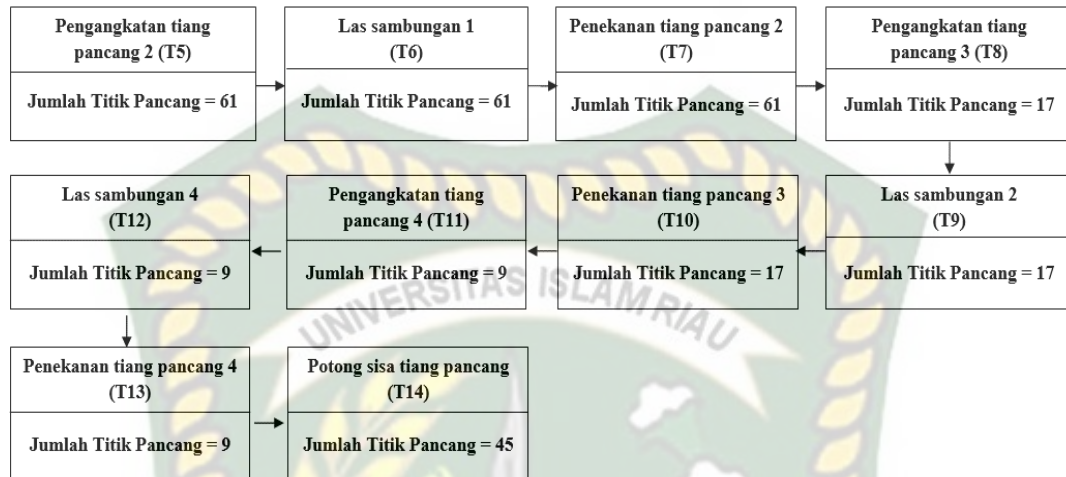 Pengangkatan tiang
pancang 2 (T5)
Jumlah Titik Pancang = 61
Las sambungan 1
(T6)
Jumlah Titik Pancang = 61
Penekanan tiang pancang 2
(T7)
Jumlah Titik Pancang = 61
Pengangkatan tiang
pancang 3 (T8)
Jumlah Titik Pancang = 17
Las sambungan 2
(T9)
Jumlah Titik Pancang = 17
Penekanan tiang pancang 3
(T10)
Jumlah Titik Pancang = 17
Pengangkatan tiang
pancang 4 (T11)
Jumlah Titik Pancang = 9
Las sambungan 4
(T12)
Jumlah Titik Pancang = 9
Penekanan tiang pancang 4
(T13)
Jumlah Titik Pancang = 9
Potong sisa tiang pancang
(T14)
Jumlah Titik Pancang = 45
UNIVERSITAS ISLAM RIAU